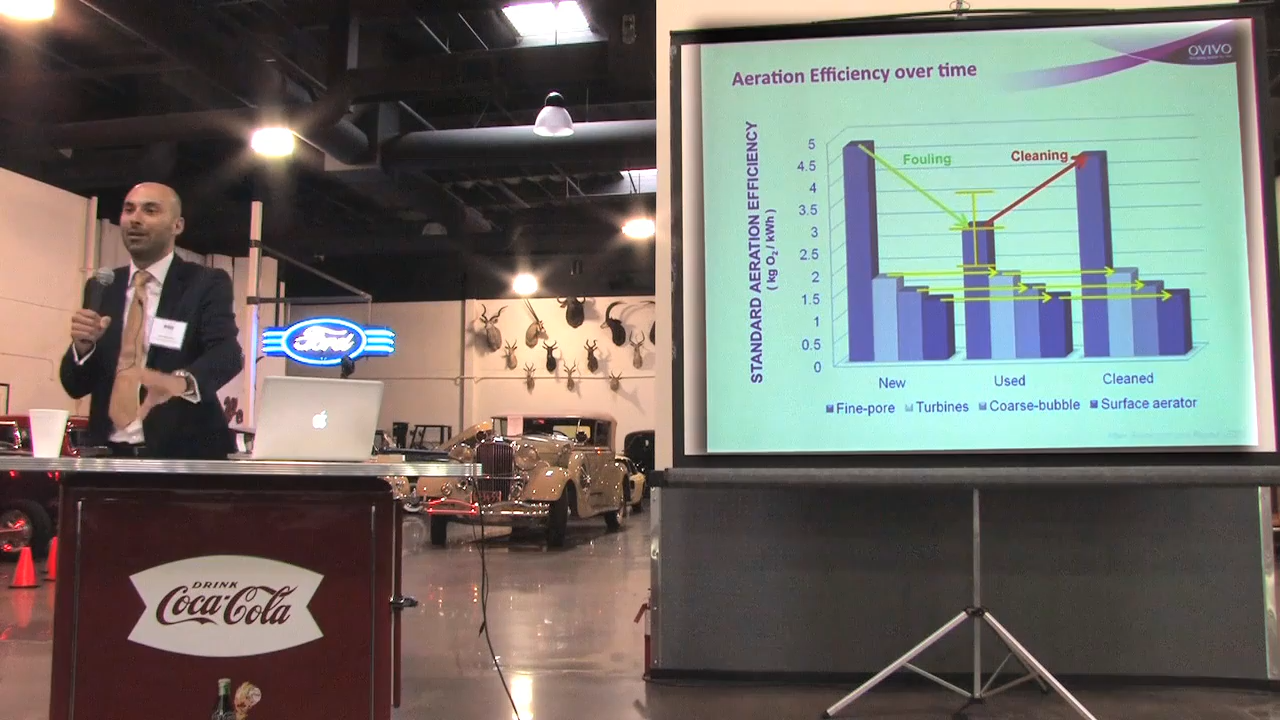 OVIVO
Aeration Efficiency over time
STANDARD AERATION EFFICIENCY
( kg O₂ / kWh )
5
4.5
4
3.5
3
2.5
2
1.5
1
0.5
0
Fouling
Cleaning
New
Used
Cleaned
Fine-pore
Turbines
Coarse-bubble
Surface aerator
Ford
DRINK
Coca-Cola